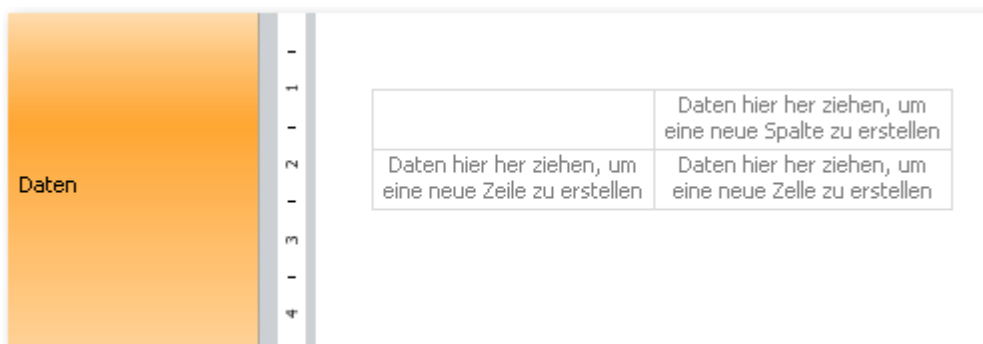 Daten
1
2
3
4
Daten hier her ziehen, um
eine neue Spalte zu erstellen
Daten hier her ziehen, um
eine neue Zeile zu erstellen
Daten hier her ziehen, um
eine neue Zelle zu erstellen